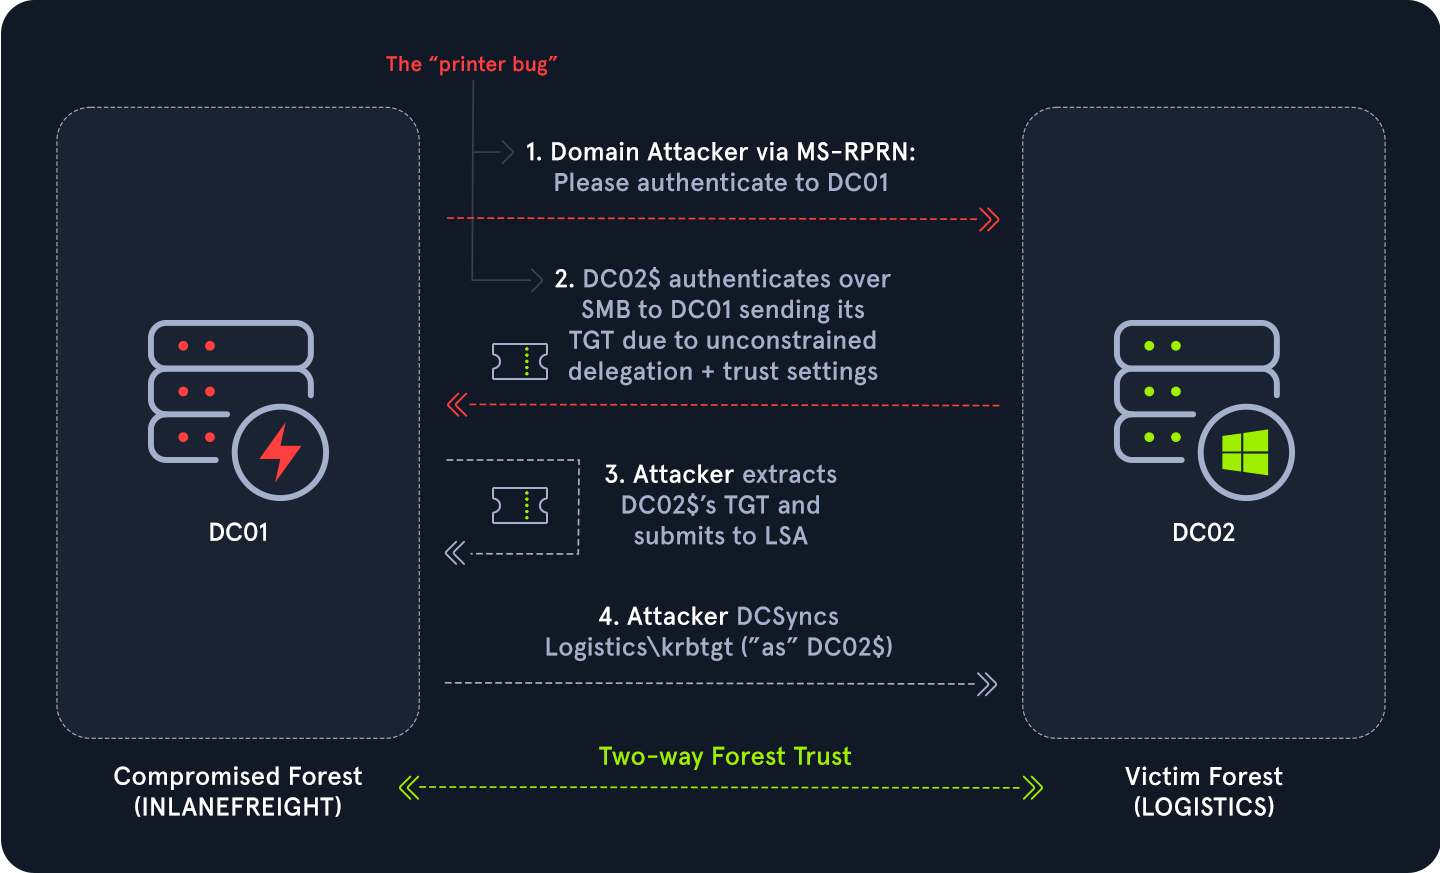 The “printer bug”
1. Domain Attacker via MS-RPRN:
Please authenticate to DC01
2. DC02$ authenticates over
SMB to DC01 sending its
TGT due to unconstrained
delegation + trust settings
3. Attacker extracts
DC02$’s TGT and
submits to LSA
DC01
DC02
4. Attacker DCSyncs
Logistics\krbtgt (”as” DC02$)
Two-way Forest Trust
Compromised Forest
(INLANEFREIGHT)
Victim Forest
(LOGISTICS)